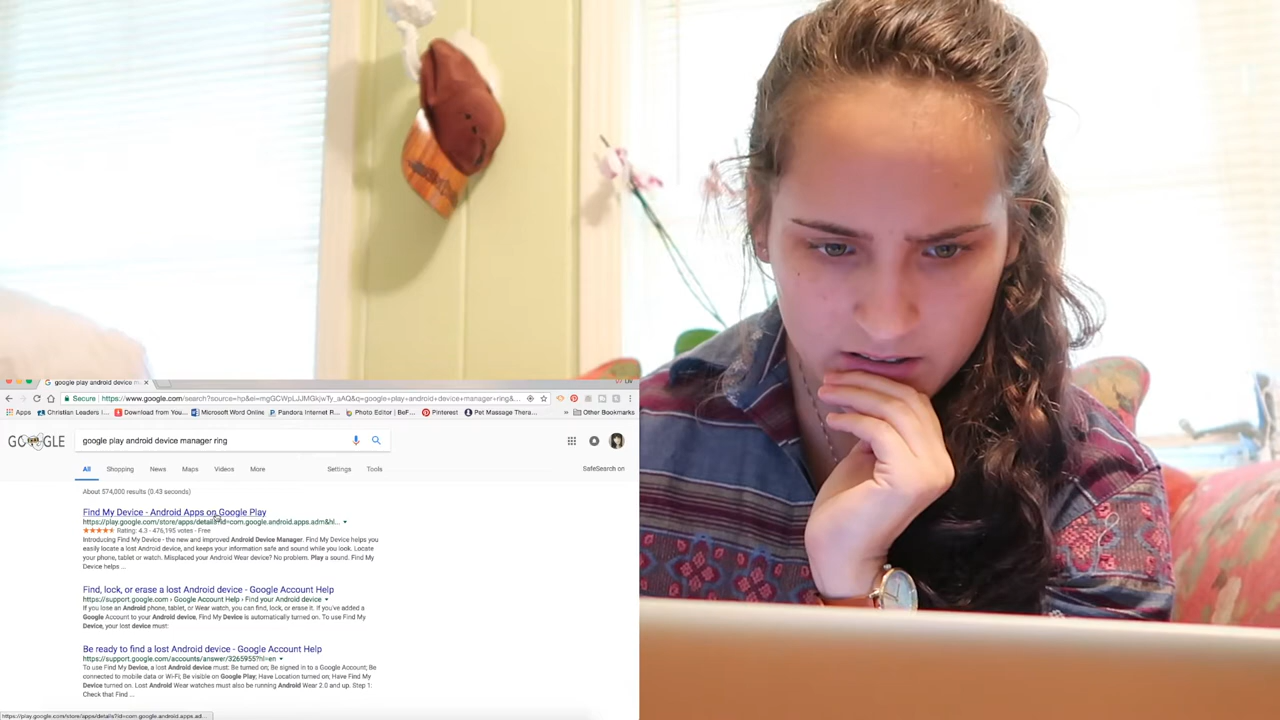 google play android device m...
LIV
Secure
https://www.google.com/search?source=hp&ei=mgGCWpLJJMGkjwTy_aAQ&q=google+play+android+device+manager+ring&...
Apps
Christian Leaders I...
Download from You...
Microsoft Word Online
Pandora Internet R...
Photo Editor | BeF...
Pinterest
Pet Massage Thera...
»
Other Bookmarks
GOOGLE
google play android device manager ring
All
Shopping
News
Maps
Videos
More
Settings
Tools
SafeSearch on
About 574,000 results (0.43 seconds)
Find My Device - Android Apps on Google Play
https://play.google.com/store/apps/details?id=com.google.android.apps.adm&hl...
Rating: 4.3 - 476,195 votes - Free
Introducing Find My Device - the new and improved Android Device Manager. Find My Device helps you
easily locate a lost Android device, and keeps your information safe and sound while you look. Locate
your phone, tablet or watch. Misplaced your Android Wear device? No problem. Play a sound. Find My
Device helps ...
Find, lock, or erase a lost Android device - Google Account Help
https://support.google.com › Google Account Help › Find your Android device
If you lose an Android phone, tablet, or Wear watch, you can find, lock, or erase it. If you've added a
Google Account to your Android device, Find My Device is automatically turned on. To use Find My
Device, your lost device must:
Be ready to find a lost Android device - Google Account Help
https://support.google.com/accounts/answer/3265955?hl=en
To use Find My Device, a lost Android device must: Be turned on; Be signed in to a Google Account; Be
connected to mobile data or Wi-Fi; Be visible on Google Play; Have Location turned on; Have Find My
Device turned on. Lost Android Wear watches must also be running Android Wear 2.0 and up. Step 1:
Check that Find ...
https://play.google.com/store/apps/details?id=com.google.android.apps.ad...